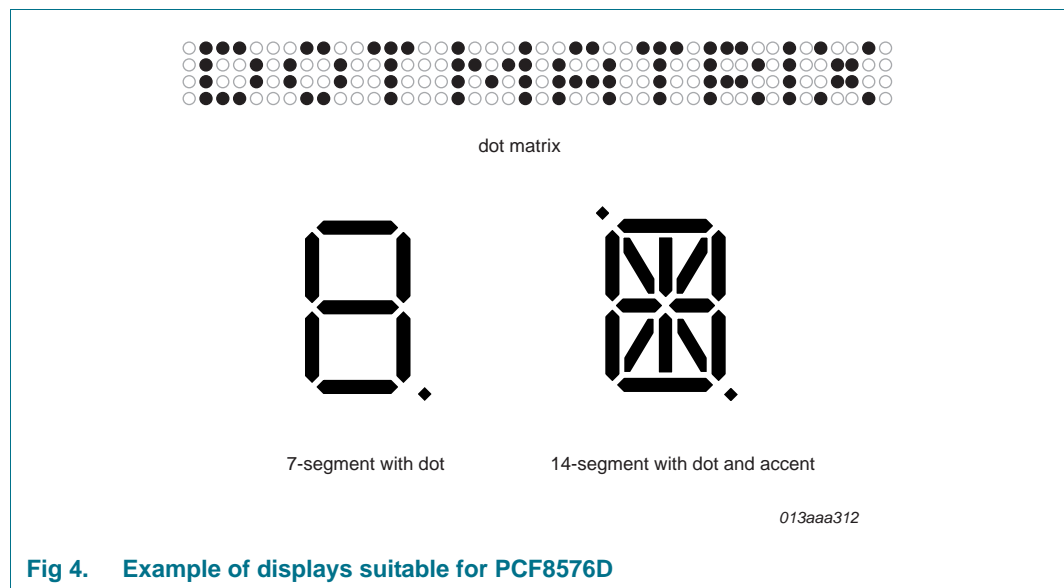 DOTMATRIX
dot matrix
7-segment with dot
14-segment with dot and accent
013aaa312
Fig 4. Example of displays suitable for PCF8576D